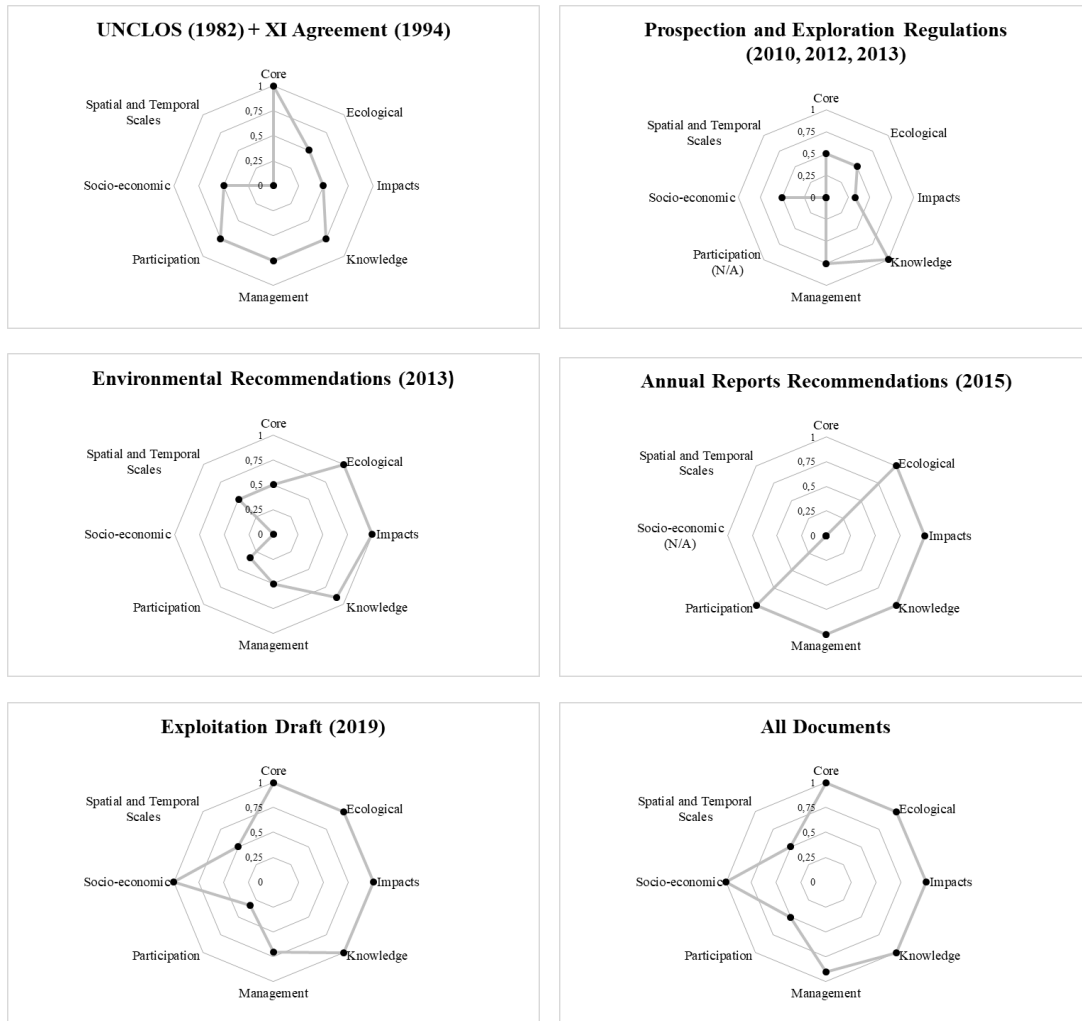 UNCLOS (1982) + XI Agreement (1994)
Core
1
Spatial and Temporal
Scales
Ecological
0,75
0,5
0,25
Socio-economic
0
Impacts
Participation
Knowledge
Management
Prospection and Exploration Regulations
(2010, 2012, 2013)
Core
1
Spatial and Temporal
Scales
Ecological
0,75
0,5
0,25
Socio-economic
0
Impacts
Participation
(N/A)
Knowledge
Management
Environmental Recommendations (2013)
Core
1
Spatial and Temporal
Scales
Ecological
0,75
0,5
0,25
Socio-economic
0
Impacts
Participation
Knowledge
Management
Annual Reports Recommendations (2015)
Core
1
Spatial and Temporal
Scales
Ecological
0,75
0,5
0,25
Socio-economic
(N/A)
0
Impacts
Participation
Knowledge
Management
Exploitation Draft (2019)
Core
1
Spatial and Temporal
Scales
Ecological
0,75
0,5
0,25
Socio-economic
0
Impacts
Participation
Knowledge
Management
All Documents
Core
1
Spatial and Temporal
Scales
Ecological
0,75
0,5
0,25
Socio-economic
0
Impacts
Participation
Knowledge
Management